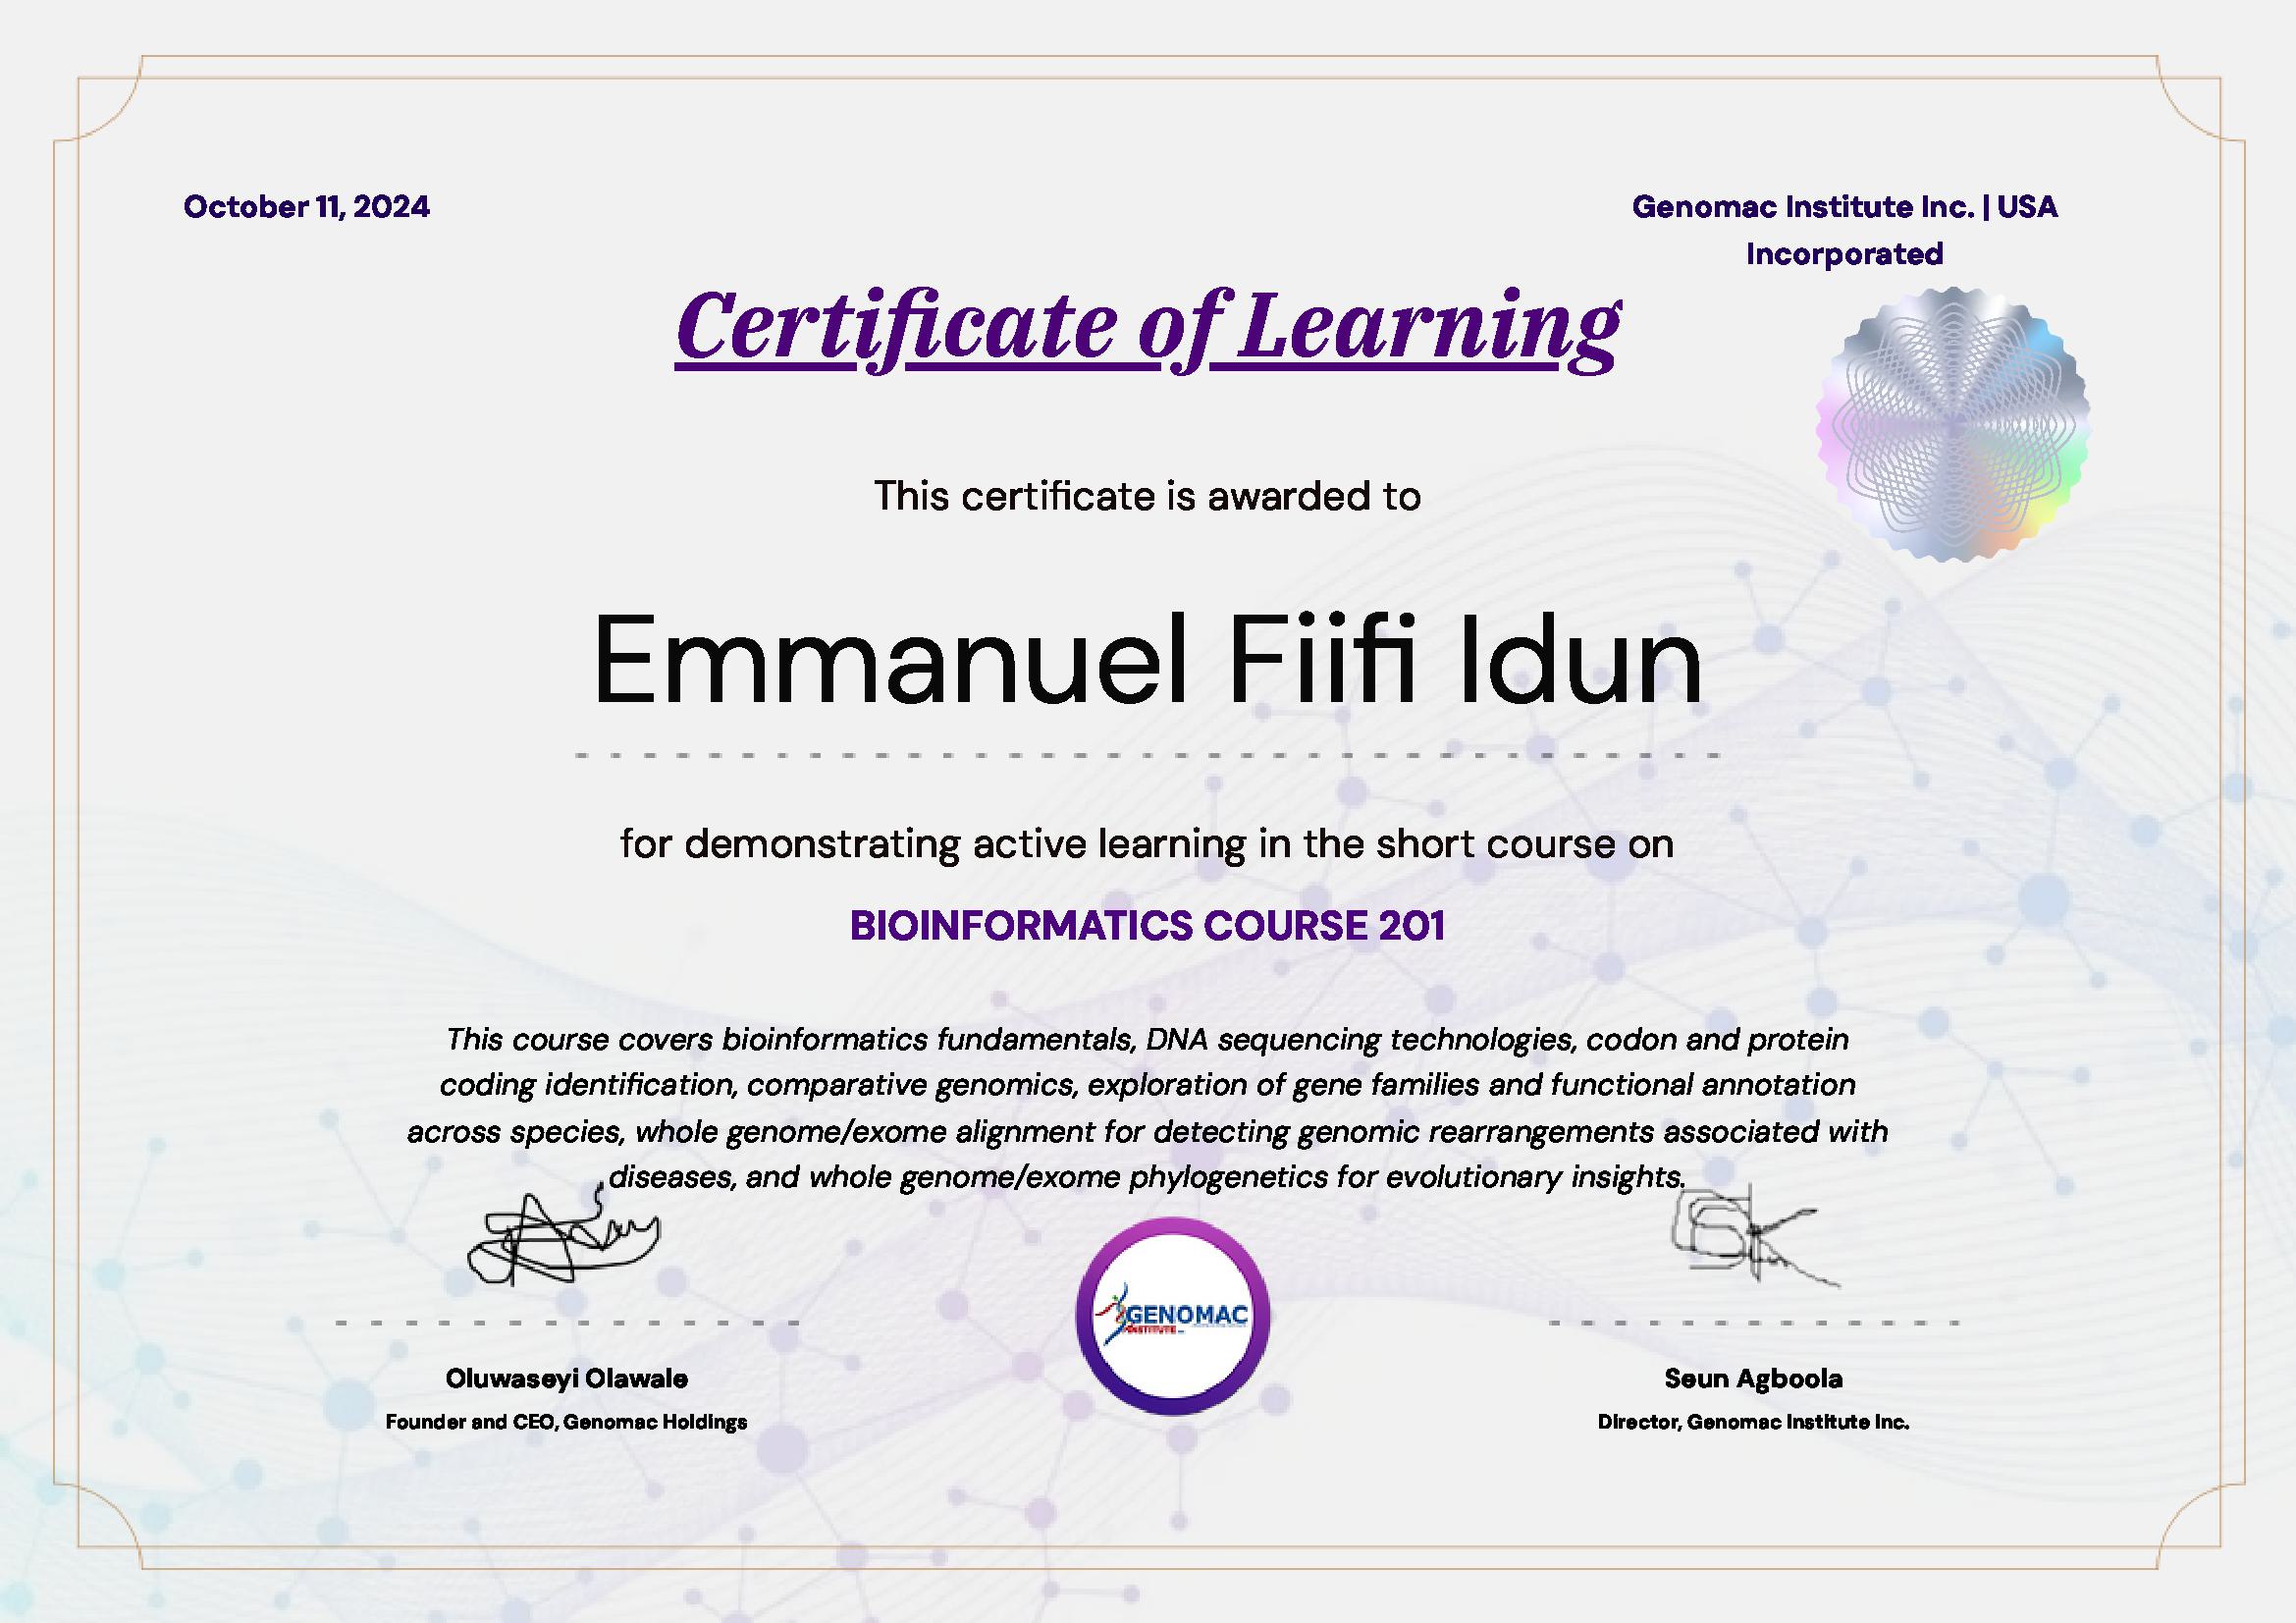 October 11, 2024
Genomac Institute Inc. | USA
Incorporated
Certificate of Learning
This certificate is awarded to
Emmanuel Fiifi Idun
for demonstrating active learning in the short course on
BIOINFORMATICS COURSE 201
This course covers bioinformatics fundamentals, DNA sequencing technologies, codon and protein
coding identification, comparative genomics, exploration of gene families and functional annotation
across species, whole genome/exome alignment for detecting genomic rearrangements associated with
diseases, and whole genome/exome phylogenetics for evolutionary insights.
GENOMAC
INSTITUTE
Oluwaseyi Olawale
Founder and CEO, Genomac Holdings
Seun Agboola
Director, Genomac Institute Inc.